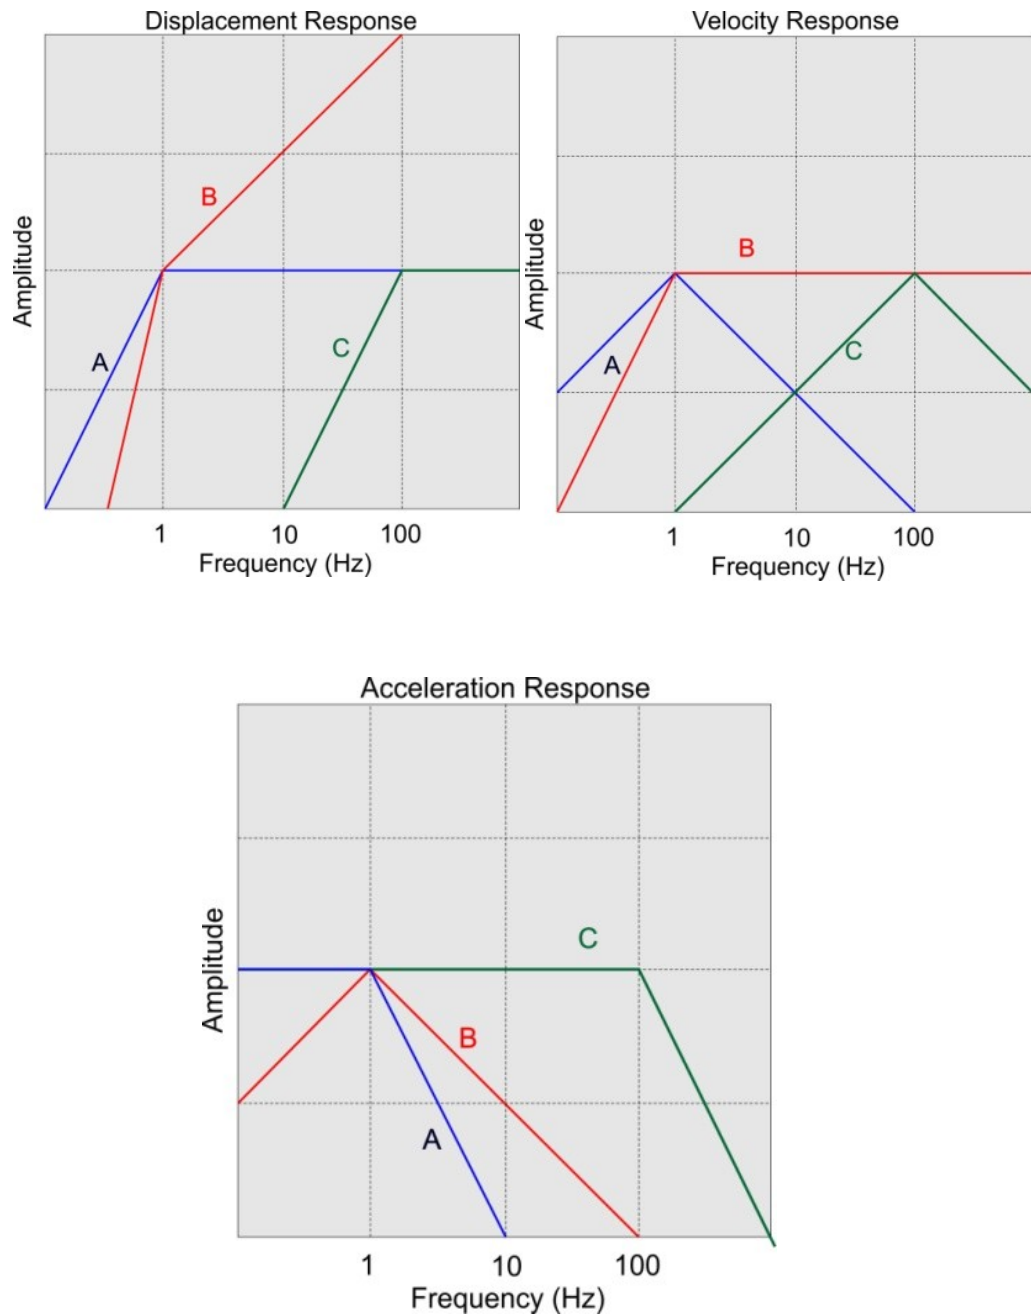 Displacement Response
Amplitude
B
A
C
1 10 100
Frequency (Hz)
Velocity Response
Amplitude
B
A
C
1 10 100
Frequency (Hz)
Acceleration Response
Amplitude
C
B
A
1 10 100
Frequency (Hz)